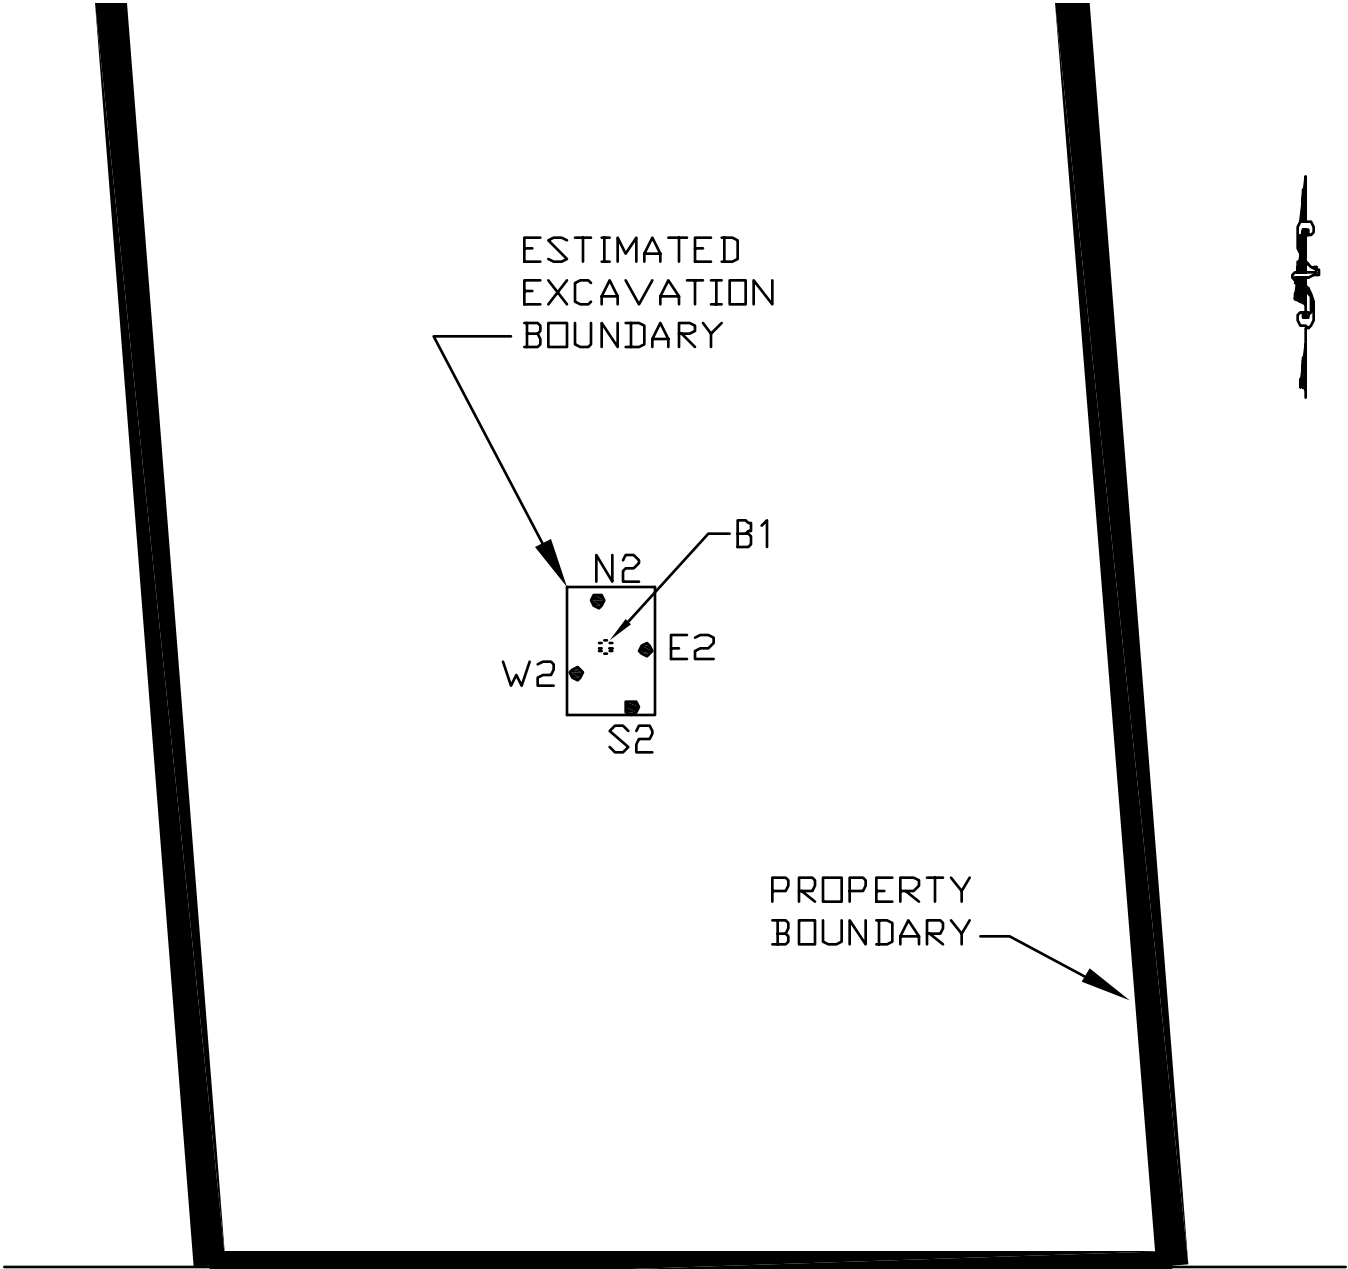 ESTIMATED
EXCAVATION
BOUNDARY
B1
N2
E2
W2
S2
PROPERTY
BOUNDARY